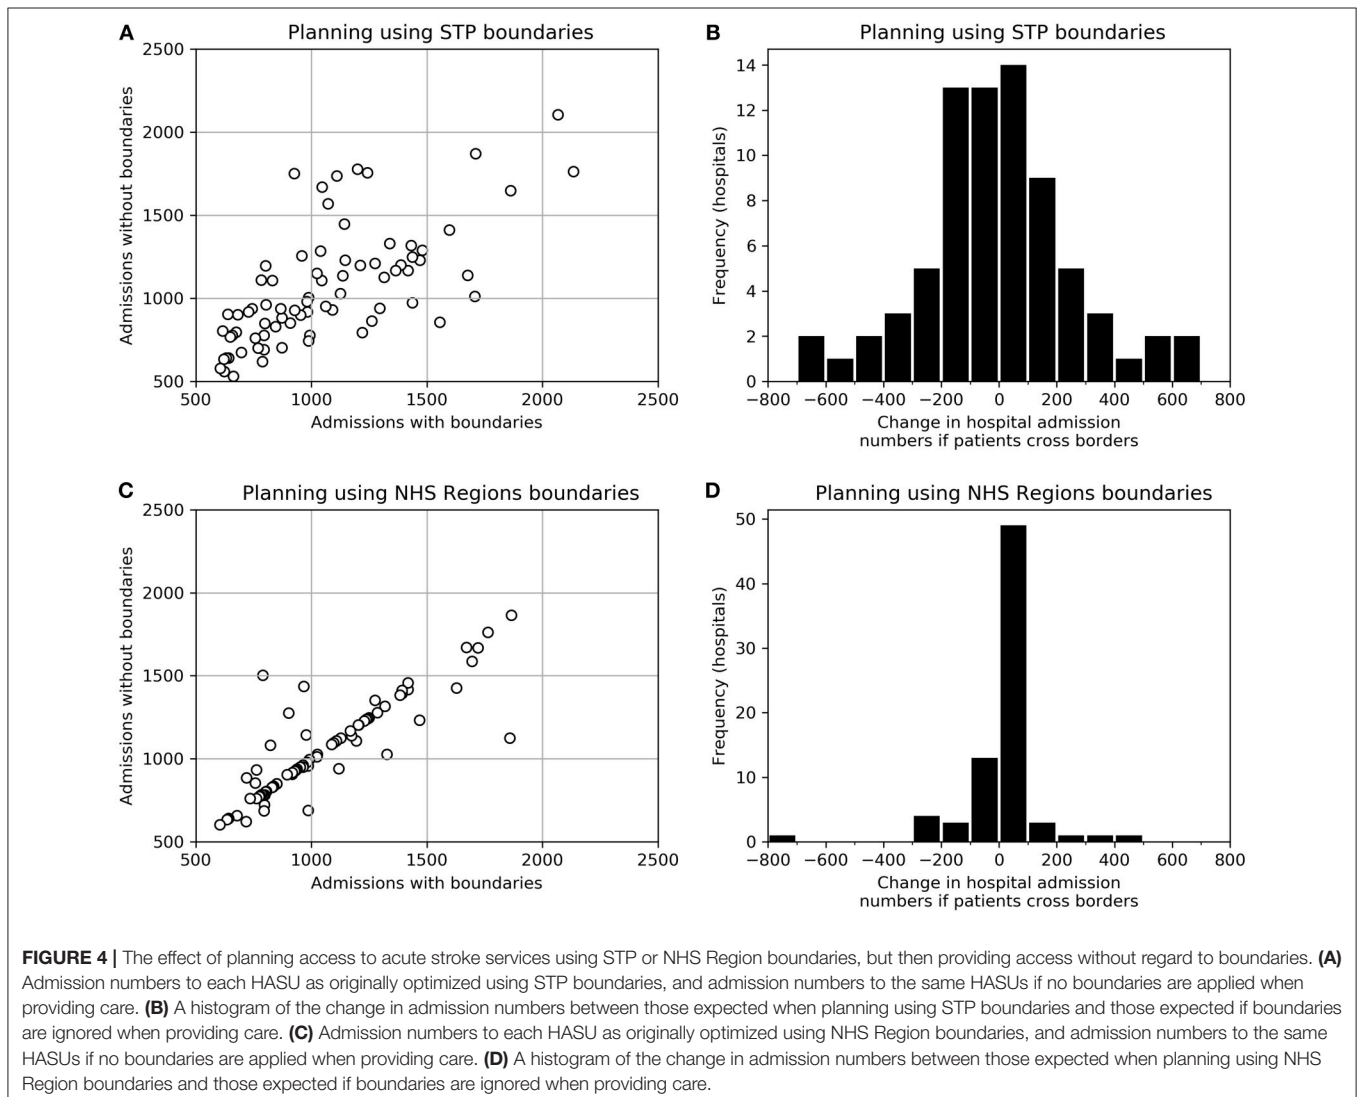 A
Planning using STP boundaries
2500
2000
1500
1000
500
500
1000
1500
2000
2500
Admissions without boundaries
Admissions with boundaries
B
Planning using STP boundaries
14
12
10
8
6
4
2
0
−800
−600
−400
−200
0
200
400
600
800
Frequency (hospitals)
Change in hospital admission
numbers if patients cross borders
C
Planning using NHS Regions boundaries
2500
2000
1500
1000
500
500
1000
1500
2000
2500
Admissions without boundaries
Admissions with boundaries
D
Planning using NHS Regions boundaries
50
40
30
20
10
0
−800
−600
−400
−200
0
200
400
600
800
Frequency (hospitals)
Change in hospital admission
numbers if patients cross borders
FIGURE 4 | The effect of planning access to acute stroke services using STP or NHS Region boundaries, but then providing access without regard to boundaries. (A)
Admission numbers to each HASU as originally optimized using STP boundaries, and admission numbers to the same HASUs if no boundaries are applied when
providing care. (B) A histogram of the change in admission numbers between those expected when planning using STP boundaries and those expected if boundaries
are ignored when providing care. (C) Admission numbers to each HASU as originally optimized using NHS Region boundaries, and admission numbers to the same
HASUs if no boundaries are applied when providing care. (D) A histogram of the change in admission numbers between those expected when planning using NHS
Region boundaries and those expected if boundaries are ignored when providing care.